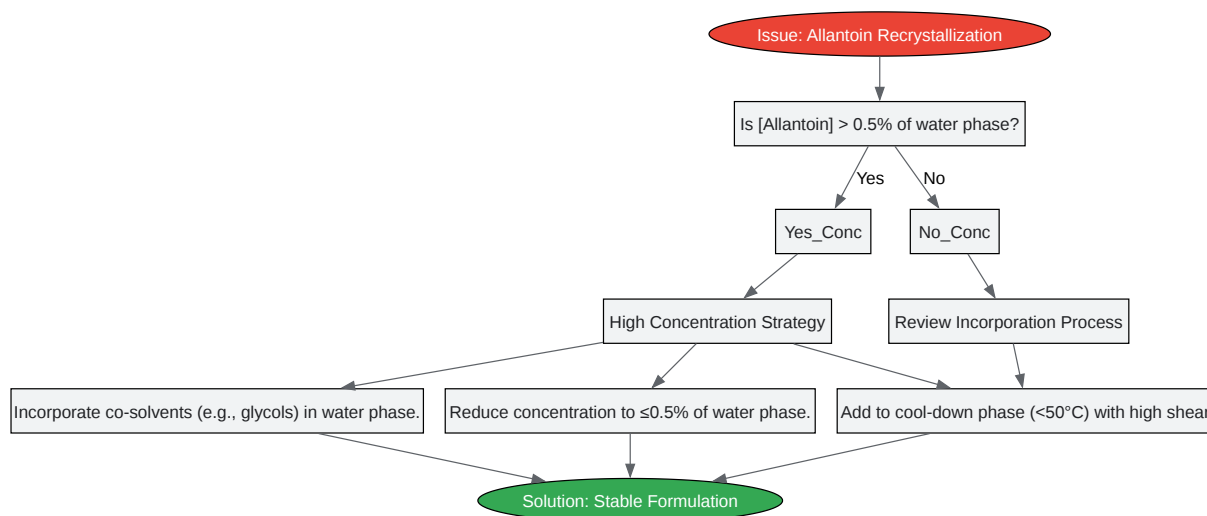 Issue: Allantoin Recrystallization
Is [Allantoin] > 0.5% of water phase?
Yes
No
Yes_Conc
No_Conc
High Concentration Strategy
Review Incorporation Process
Incorporate co-solvents (e.g., glycols) in water phase.
Reduce concentration to ≤0.5% of water phase.
Add to cool-down phase (<50°C) with high shear
Solution: Stable Formulation